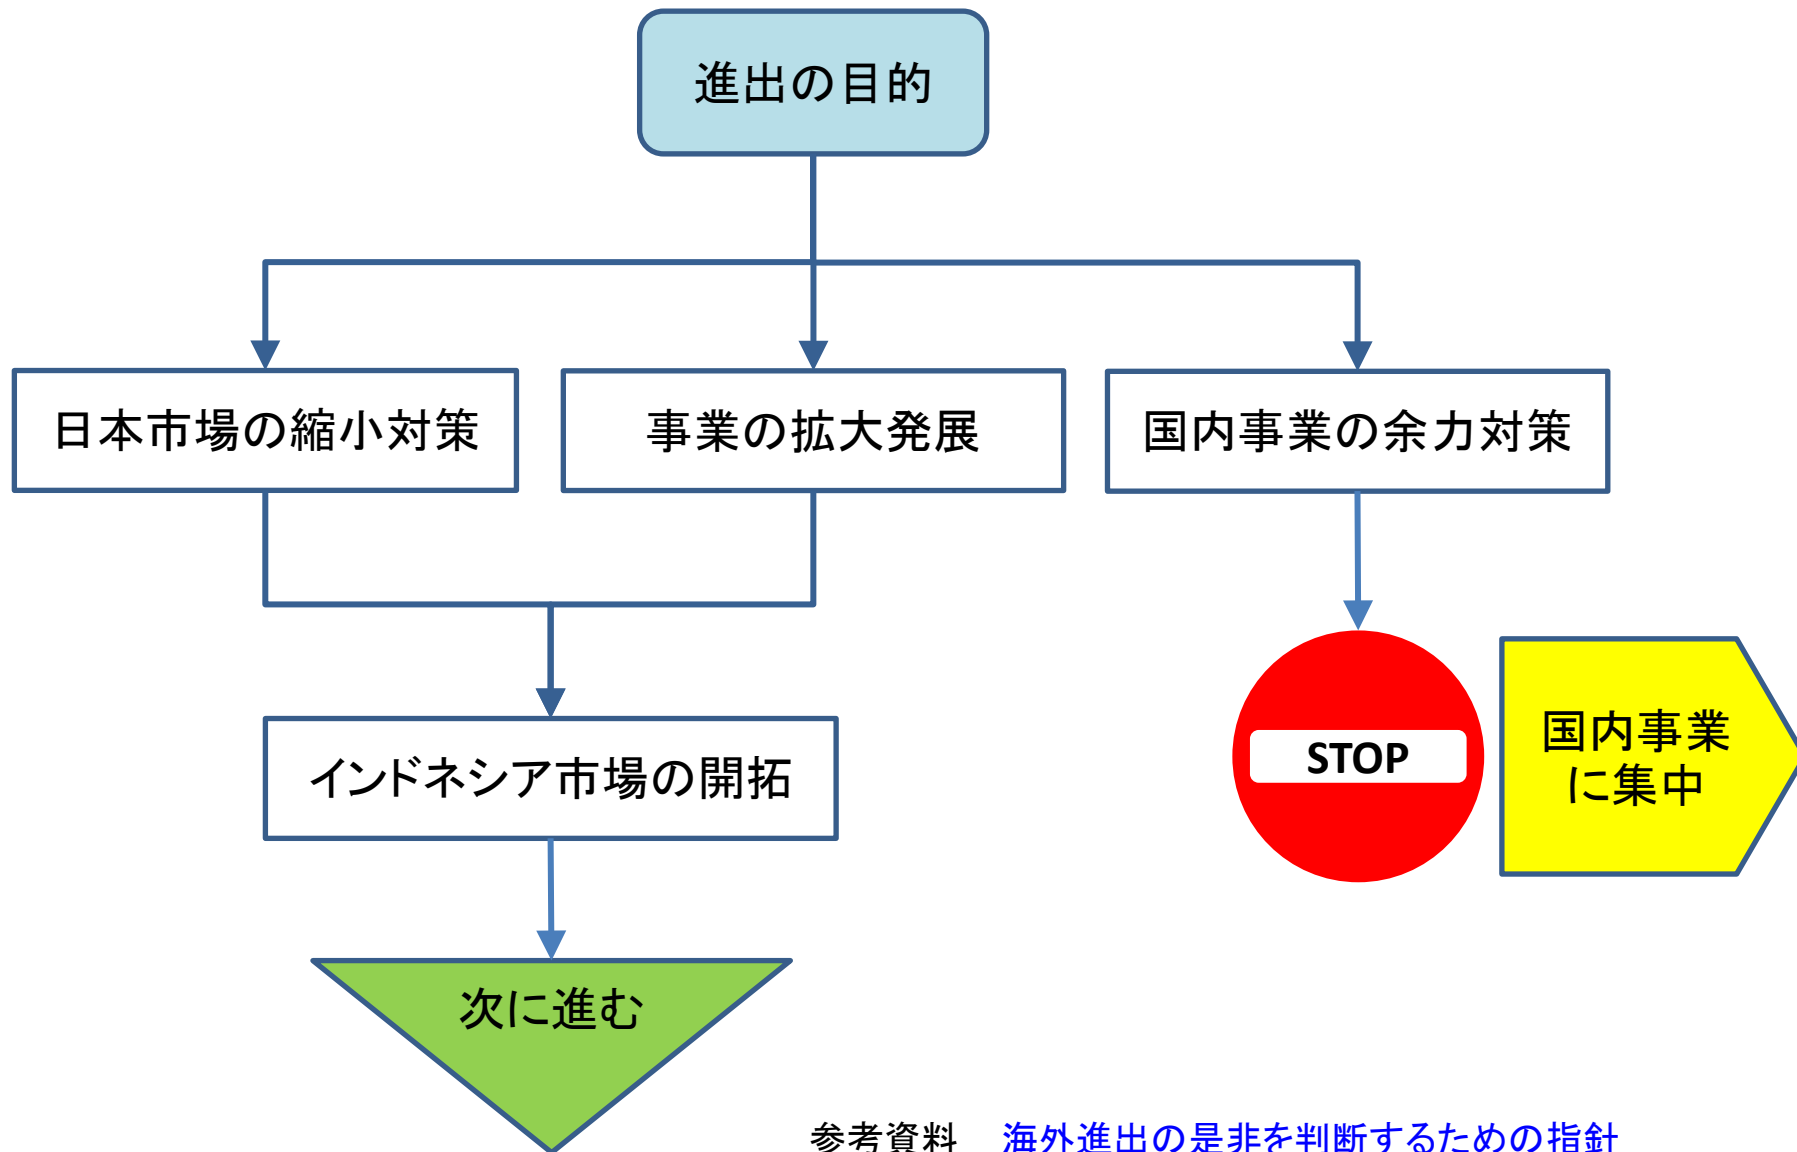 進出の目的
日本市場の縮小対策
事業の拡大発展
国内事業の余力対策
インドネシア市場の開拓
STOP
国内事業
に集中
次に進む
参考資料　海外進出の是非を判断するための指針